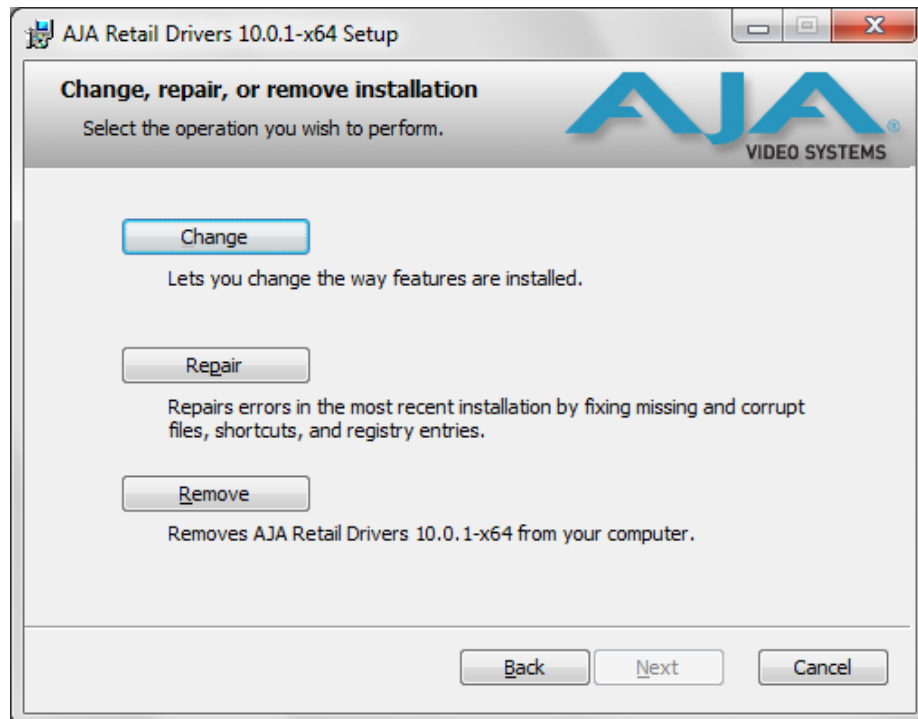 AJA Retail Drivers 10.0.1-x64 Setup
Change, repair, or remove installation
Select the operation you wish to perform.
AJA®
VIDEO SYSTEMS
Change
Lets you change the way features are installed.
Repair
Repairs errors in the most recent installation by fixing missing and corrupt
files, shortcuts, and registry entries.
Remove
Removes AJA Retail Drivers 10.0.1-x64 from your computer.
Back
Next
Cancel